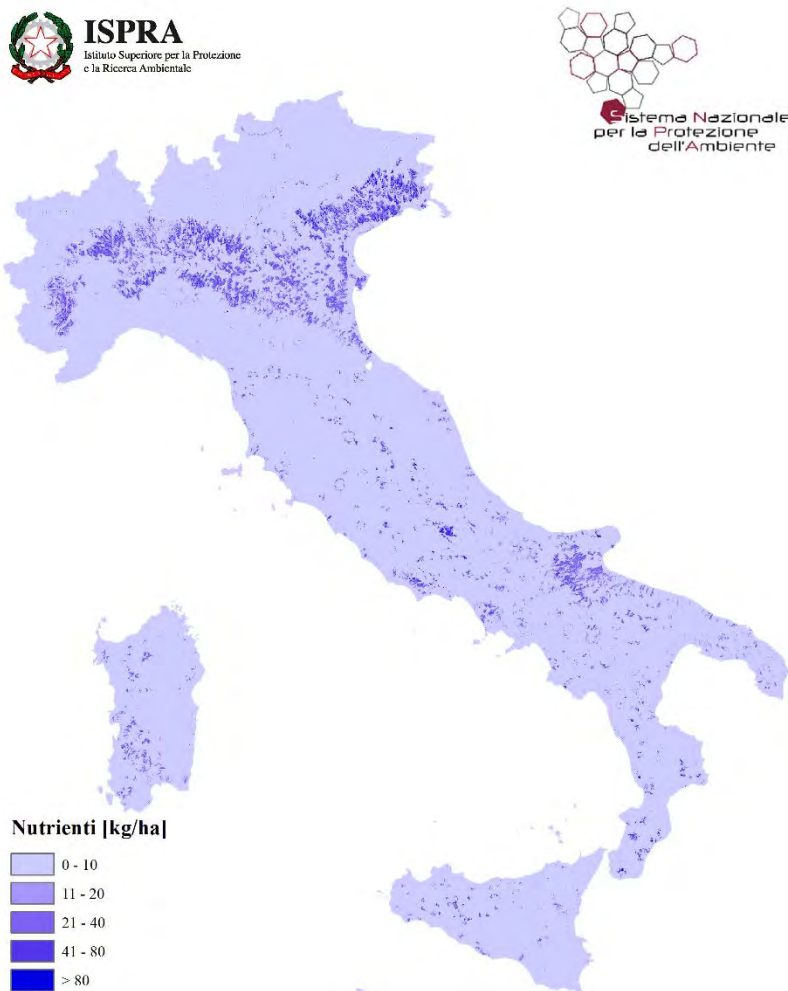 ISPRA
Istituto Superiore per la Protezione
e la Ricerca Ambientale
Sistema Nazionale
per la Protezione
dell'Ambiente
Nutrienti [kg/ha]
0 - 10
11 - 20
21 - 40
41 - 80
> 80